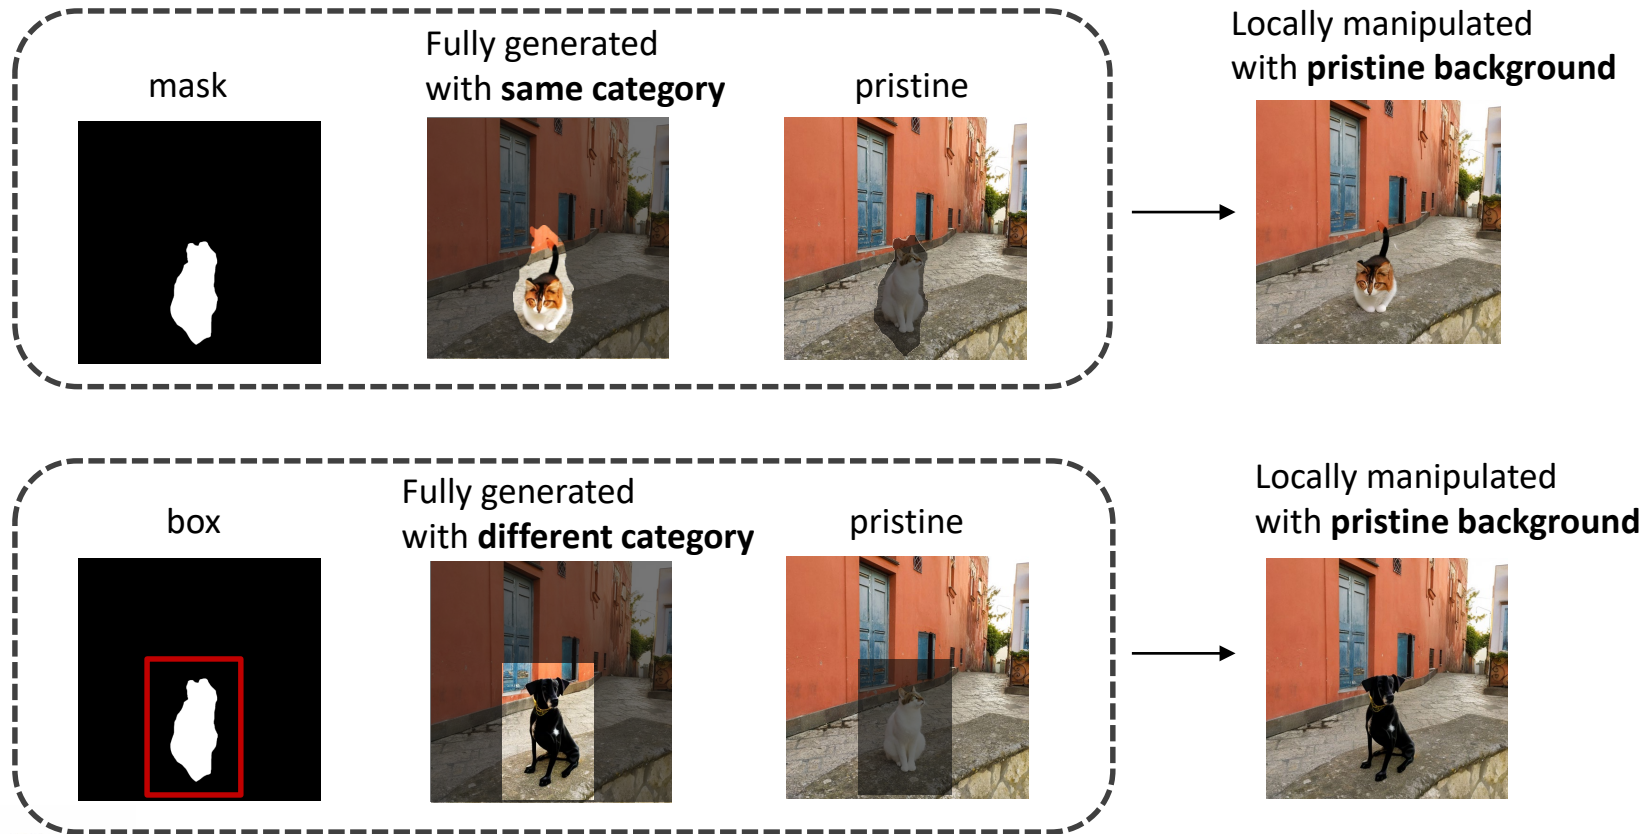 mask
Fully generated
with same category
pristine
Locally manipulated
with pristine background
box
Fully generated
with different category
pristine
Locally manipulated
with pristine background